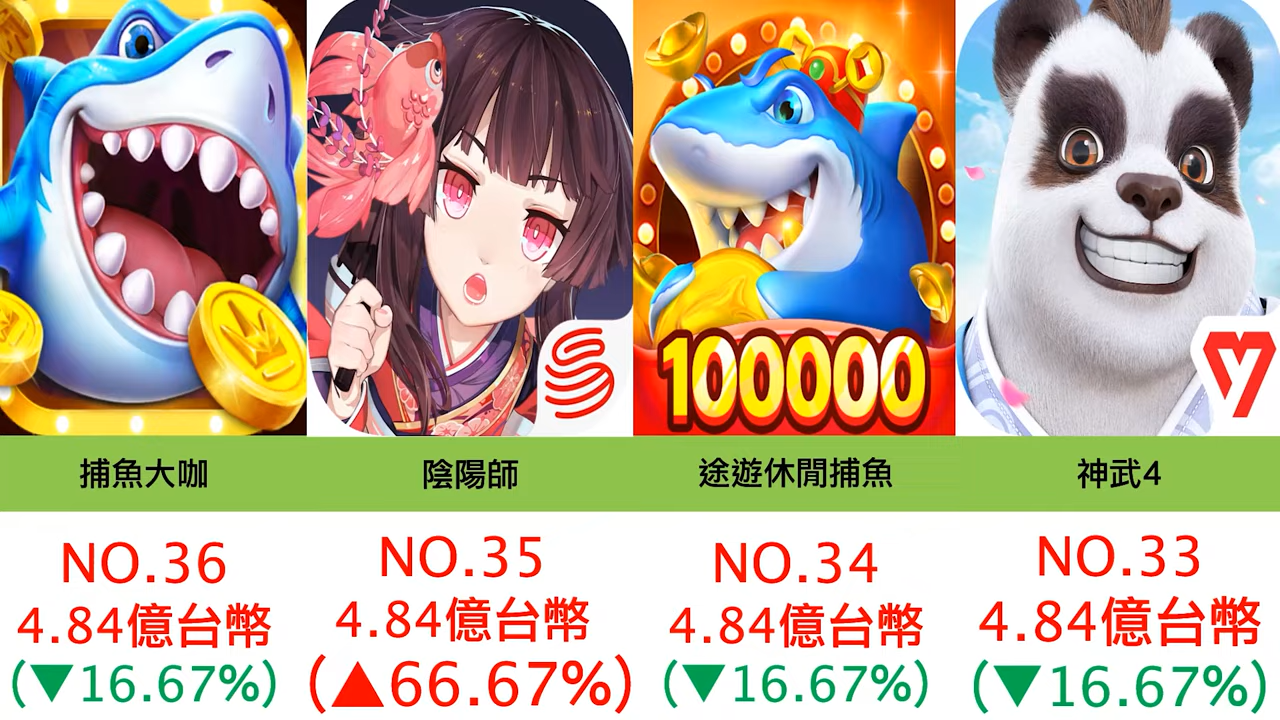 100000
捕魚大咖
陰陽師
途遊休閒捕魚
神武4
NO.36
4.84億台幣
(▼16.67%)
NO.35
4.84億台幣
(▲66.67%)
NO.34
4.84億台幣
(▼16.67%)
NO.33
4.84億台幣
(▼16.67%)